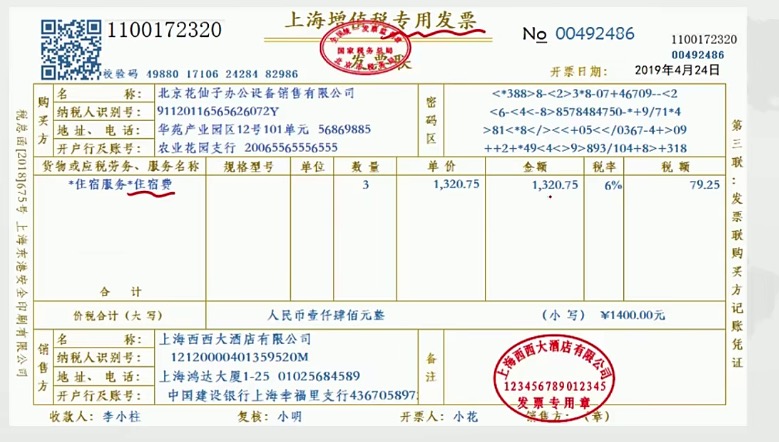 1100172320
上海增值税专用发票
全国统一发票监制章
国家税务总局
北京市税务局
发票联
No 00492486
1100172320
00492486
校验码 49880 17106 24284 82986
开票日期： 2019年4月24日
购买方
名 称： 北京花仙子办公设备销售有限公司
纳税人识别号： 91120116565626072Y
地址、电话： 华苑产业园区12号101单元 56869885
开户行及账号： 农业花园支行 20065565556555
密码区
<*388>8-<2>3*8-07+46709--<2
<6-<4<-8>8578484750-*+9/71*4
>81<*8</><<+05<</0367-4+>09
++2+*49<4><9>893/104+8>+318
货物或应税劳务、服务名称 规格型号 单位 数量 单价 金额 税率 税额
*住宿服务*住宿费 3 1,320.75 1,320.75 6% 79.25
合 计
价税合计（大写） 人民币壹仟肆佰元整 （小写） ¥1400.00元
销售方
名 称： 上海西西大酒店有限公司
纳税人识别号： 12120000401359520M
地址、电话： 上海鸿达大厦1-25 01025684589
开户行及账号： 中国建设银行上海幸福里支行436705897
备注
上海西西大酒店有限公司
123456789012345
发票专用章
收款人：李小柱 复核：小明 开票人：小花 销售方：（章）
税总函[2018]675号 上海东港安全印刷有限公司
第三联：发票联购买方记账凭证